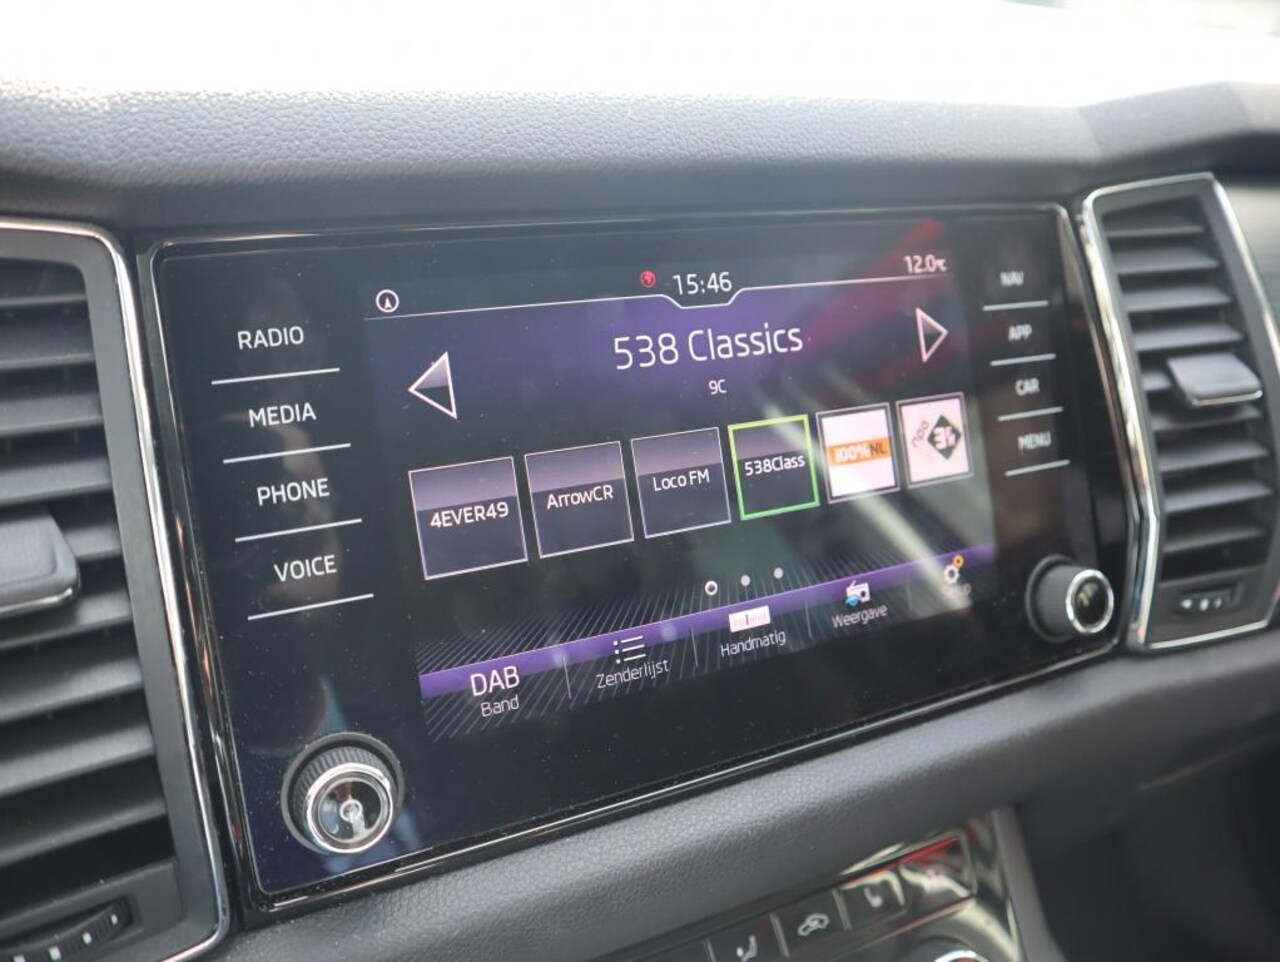 15:46
12.0°C
RADIO
MEDIA
PHONE
VOICE
538 Classics
9C
4EVER49
ArrowCR
Loco FM
538Class
100%NL
NAV
APP
CAR
MENU
DAB
Band
Zenderlijst
Handmatig
Weergave